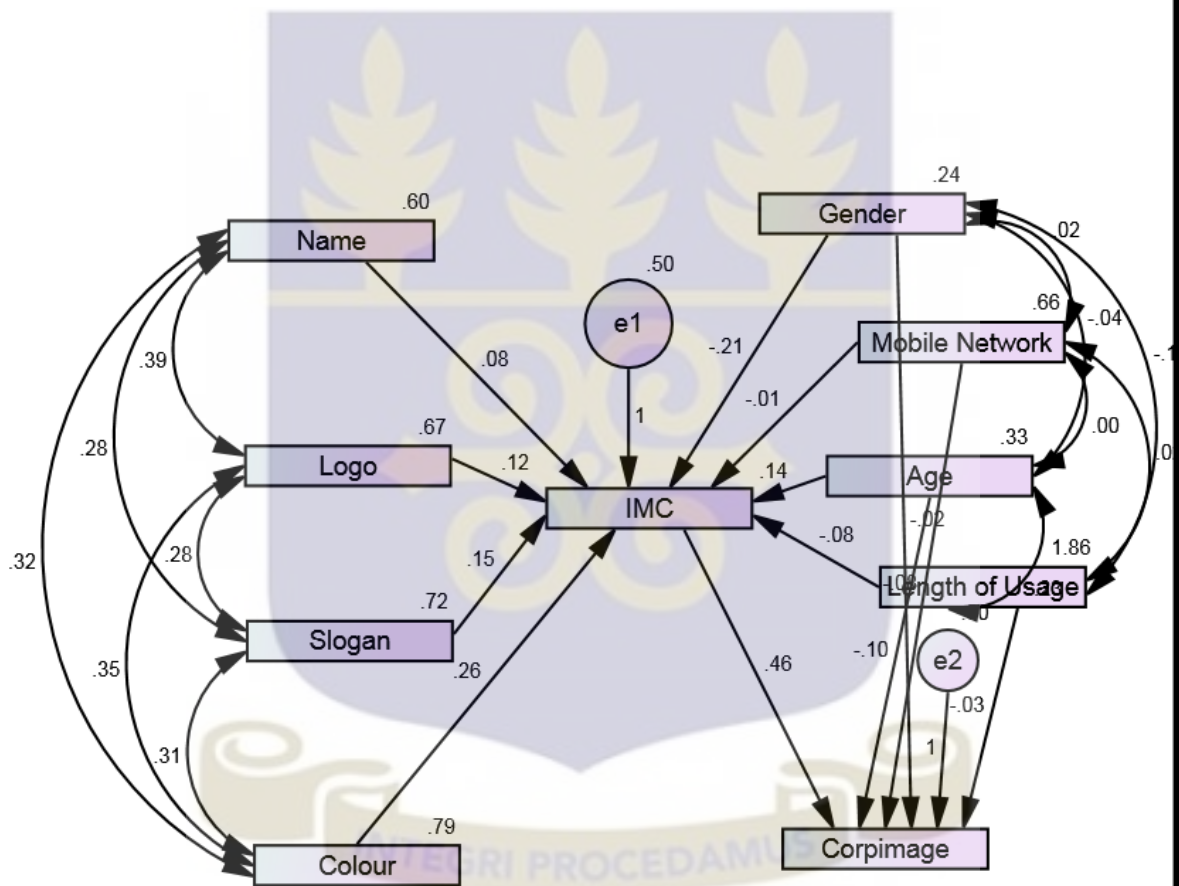 .24
.60
Gender
Name
.02
.50
.66
-.04
e1
Mobile Network
-.21
.39
.08
-.01
1
.00
.67
.33
.28
Logo
.12
.14
Age
IMC
-.02
-.08
1.86
.28
.32
.15
Length of Usage
.72
Slogan
e2
.26
.46
-.10
.35
-.03
.31
1
.79
Corpimage
Colour
INTEGRI PROCEDAMUS